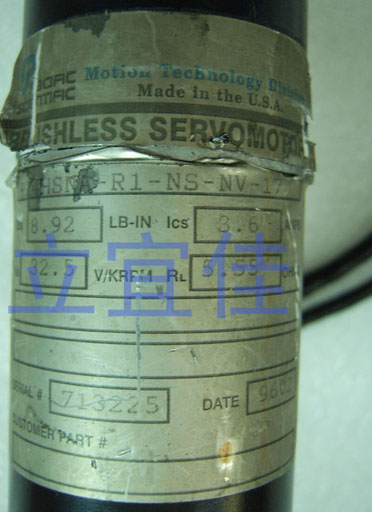 Motion Technology Division
Made in the U.S.A.
BRUSHLESS SERVOMOTOR
-R1-NS-NV-17
8.92 LB-IN Ics 3.6
32.5 V/KRPM RL
立宜佳
SERIAL # 713225 DATE
CUSTOMER PART #